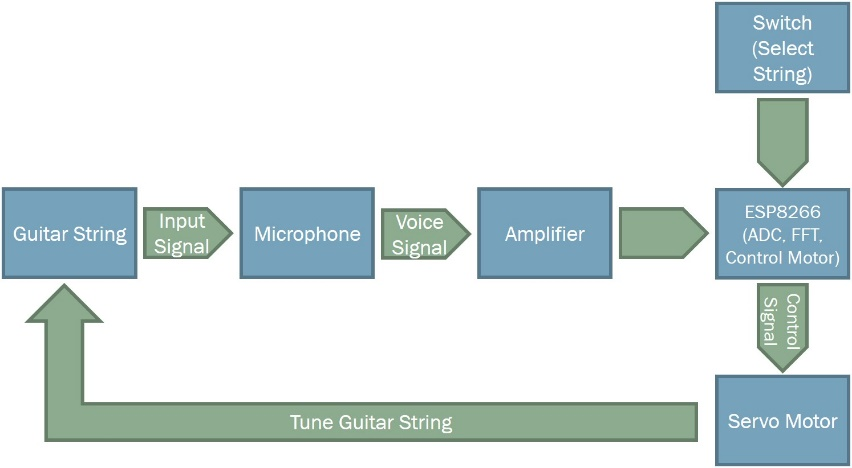 Switch
(Select
String)
Guitar String
Input
Signal
Microphone
Voice
Signal
Amplifier
ESP8266
(ADC, FFT,
Control Motor)
Control
Signal
Tune Guitar String
Servo Motor